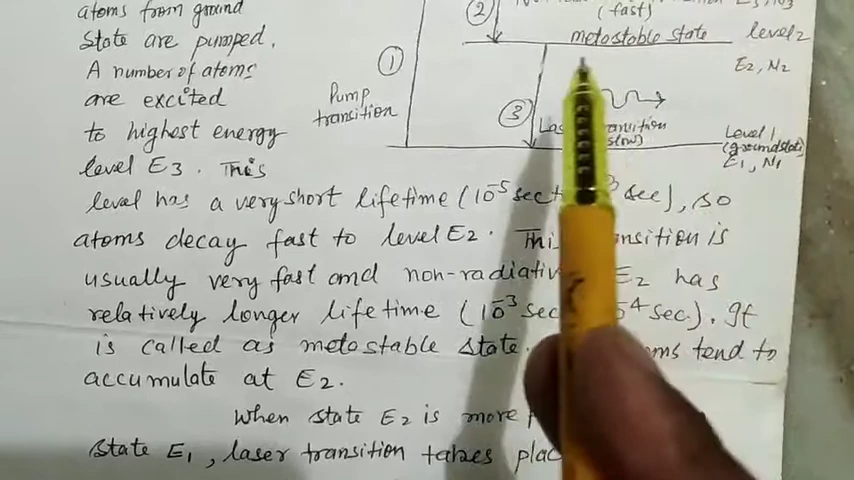 atoms from ground
② (fast)
state are pumped.
metastable state level 2
① E2, N2
A number of atoms
are excited
Pump
transition
③
Level 1
(ground state)
E1, N1
to highest energy
level E3. This
level has a very short lifetime (10-5 sec sec), so
atoms decay fast to level E2. is
usually very fast and non-radiative E2 has
relatively longer lifetime (10-3 sec -4 sec). It
is called as metastable state. tend to
accumulate at E2.
When state E2 is more
state E1, laser transition takes